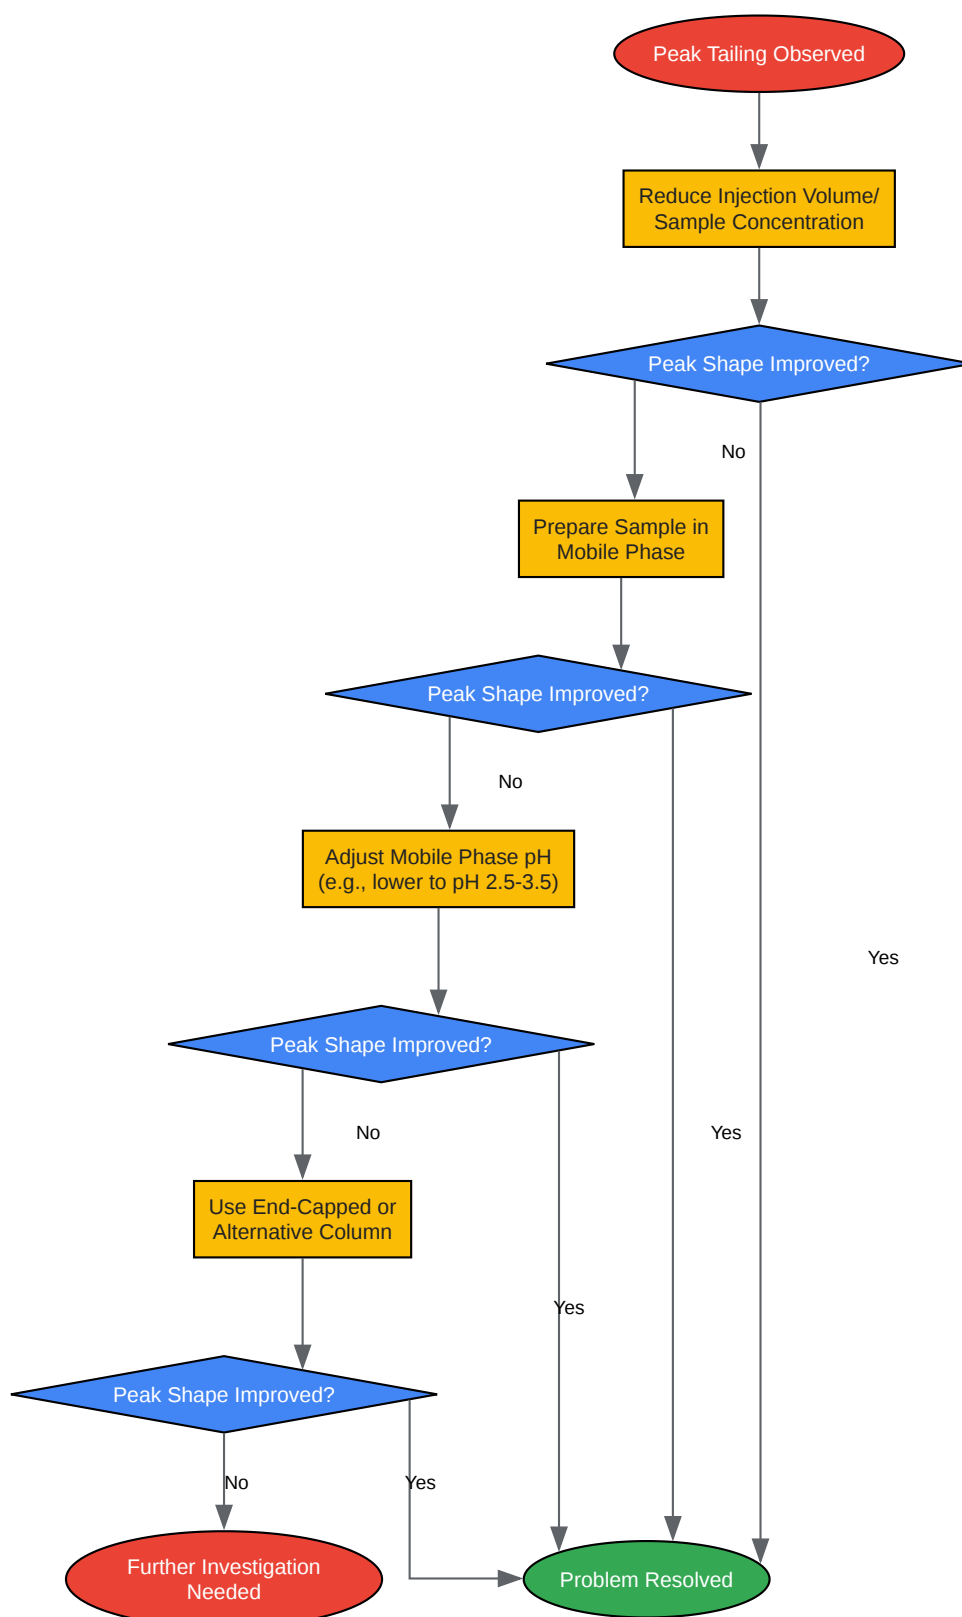 Peak Tailing Observed
Reduce Injection Volume/
Sample Concentration
Peak Shape Improved?
No
Prepare Sample in
Mobile Phase
Peak Shape Improved?
No
Adjust Mobile Phase pH
(e.g., lower to pH 2.5-3.5)
Yes
Peak Shape Improved?
No
Yes
Use End-Capped or
Alternative Column
Yes
Peak Shape Improved?
No
Yes
Further Investigation
Needed
Problem Resolved